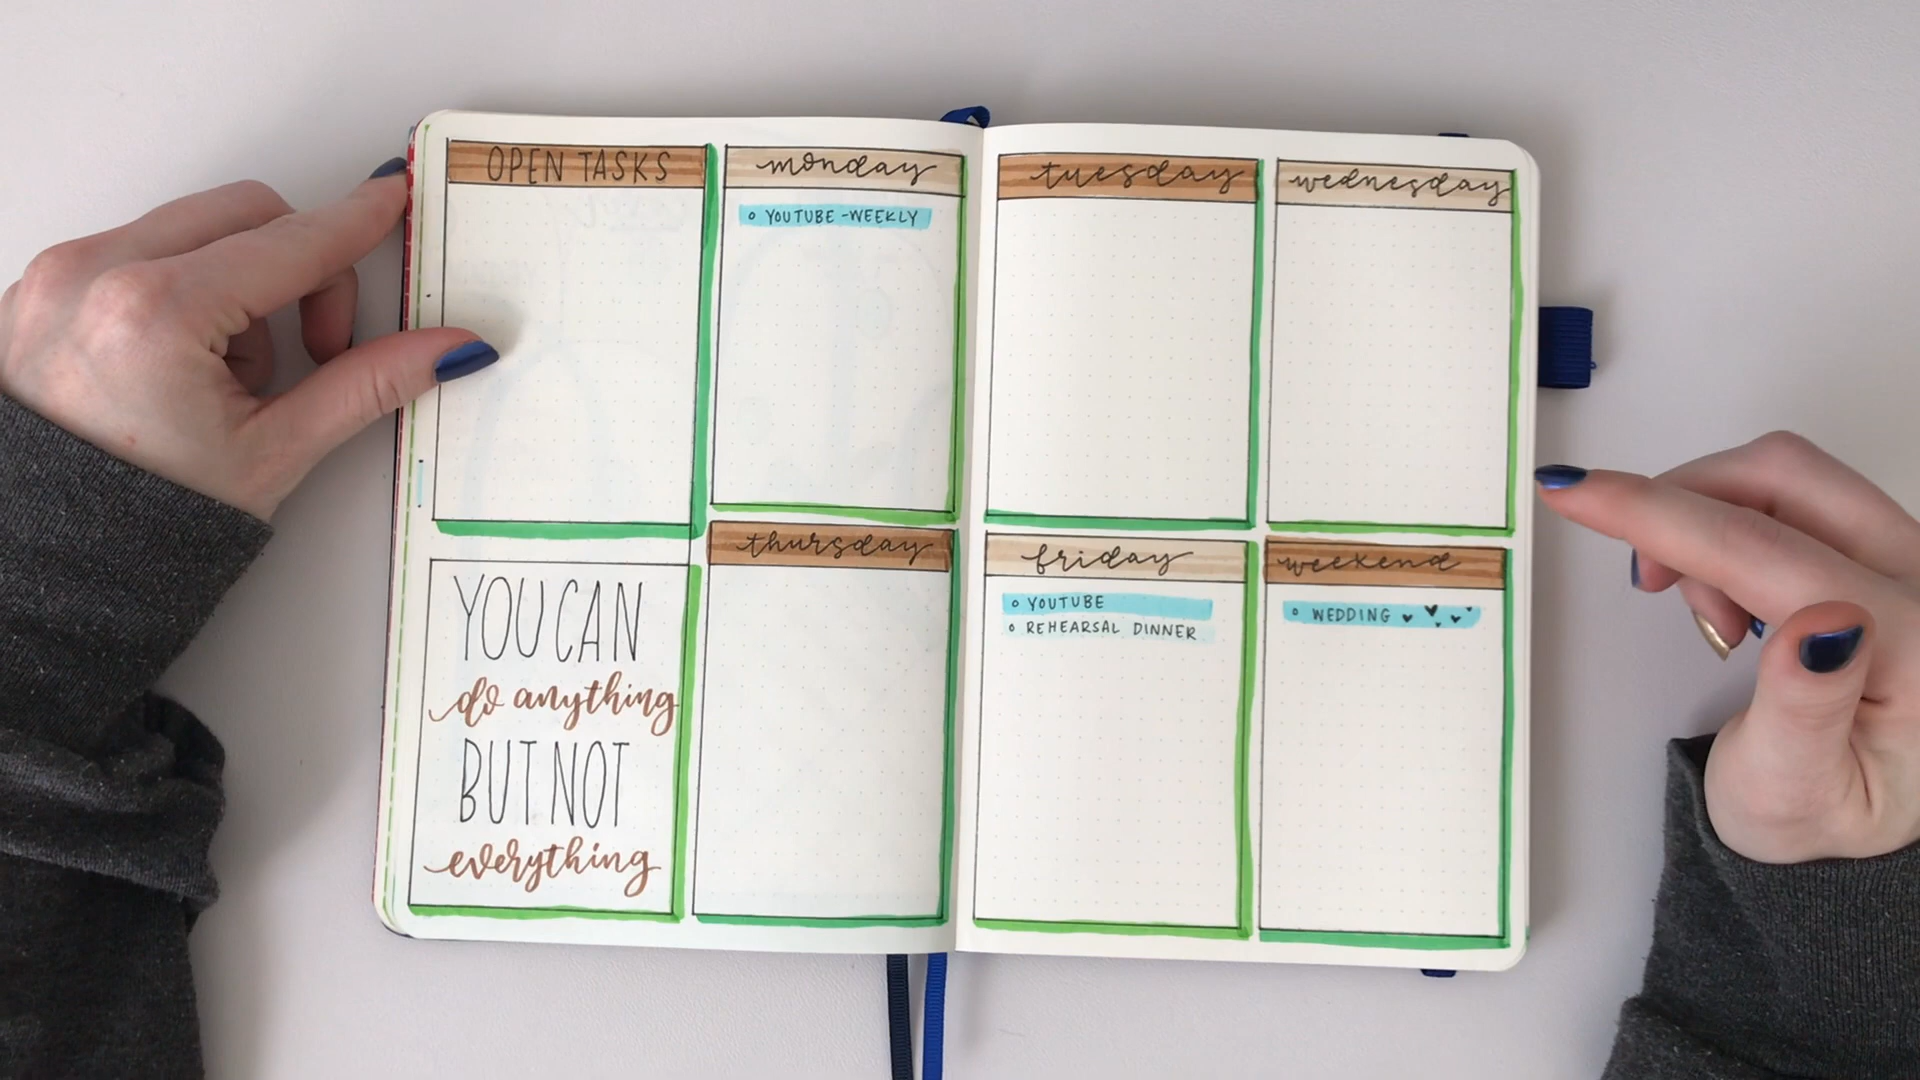 OPEN TASKS
monday
YOUTUBE - WEEKLY
YOU CAN
do anything
BUT NOT
everything
thursday
tuesday
wednesday
friday
YOUTUBE
REHEARSAL DINNER
weekend
WEDDING